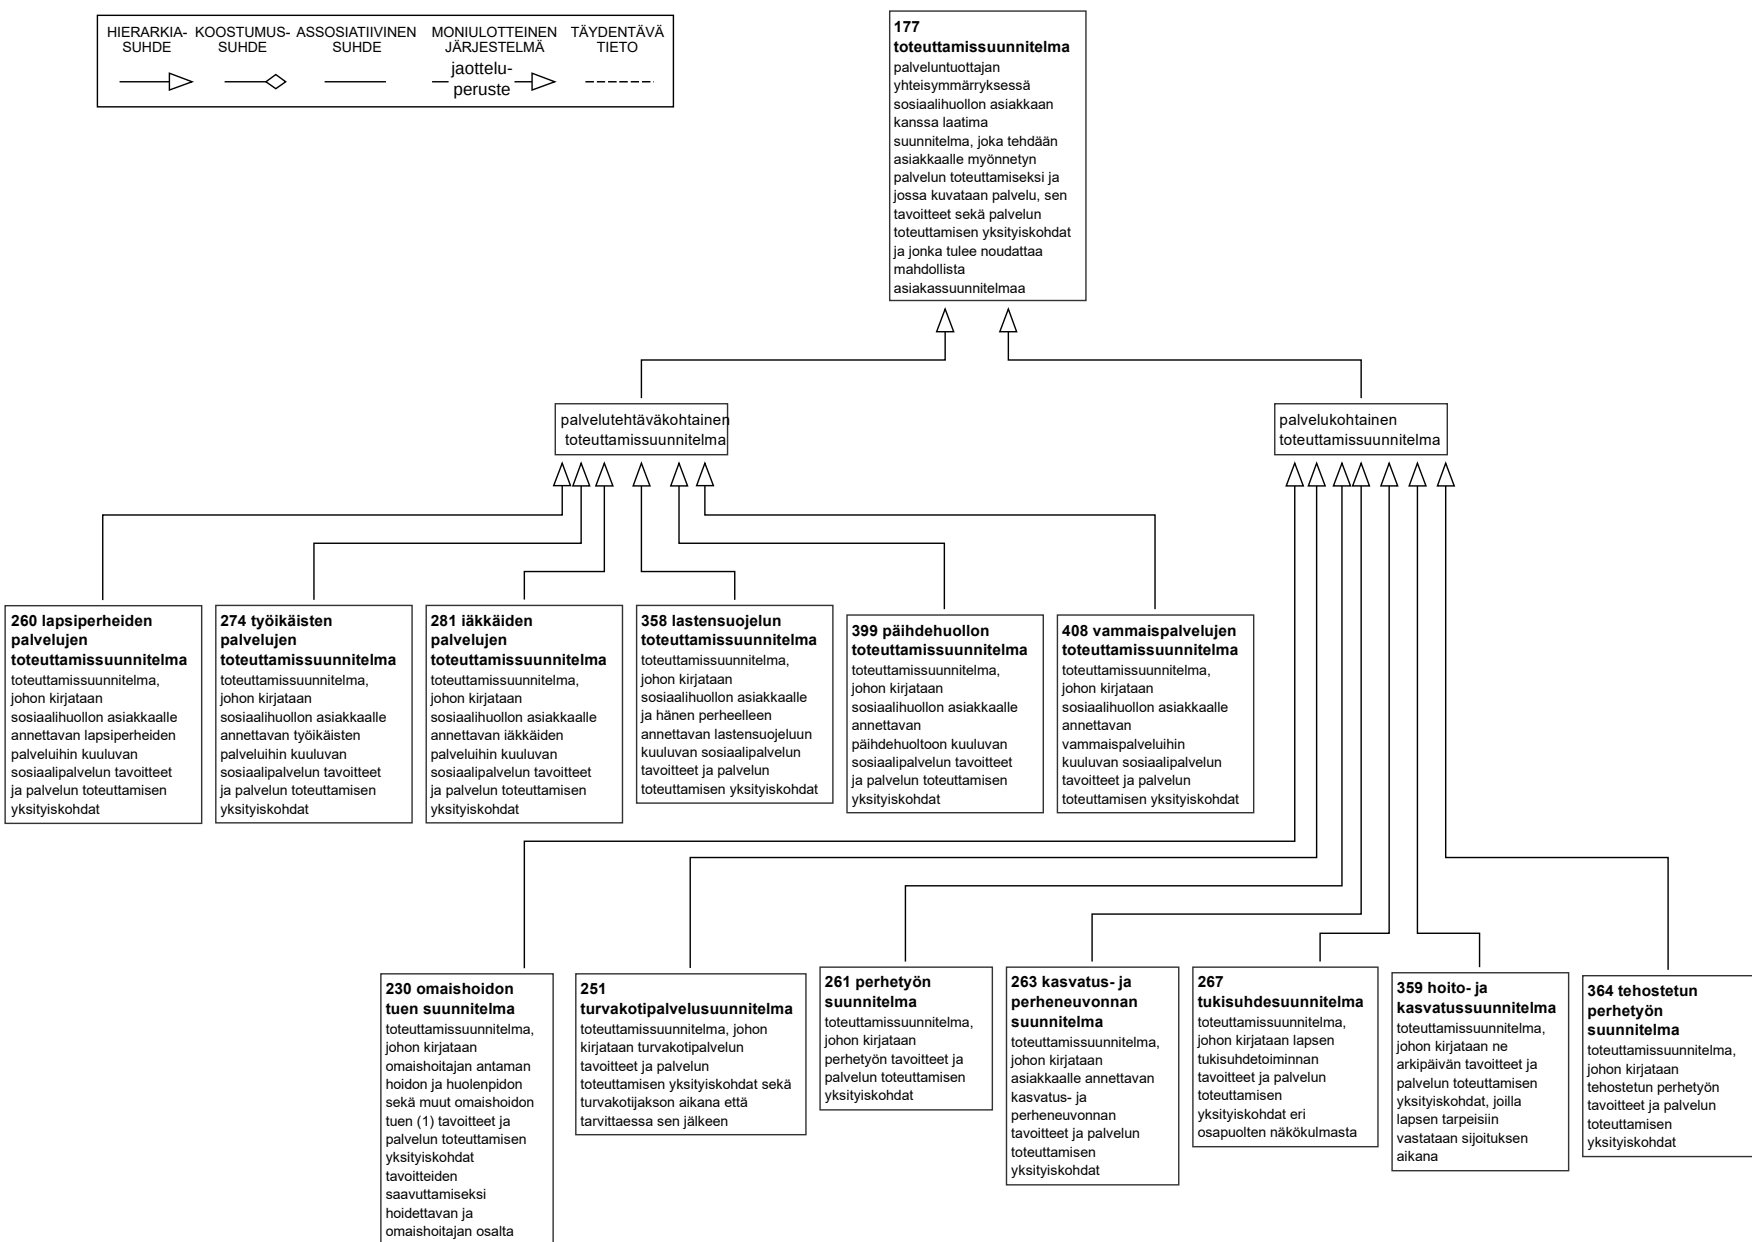 HIERARKIA-
SUHDE
KOOSTUMUS-
SUHDE
ASSOSIATIIVINEN
SUHDE
MONIULOTTEINEN
JÄRJESTELMÄ
jaottelu-
peruste
TÄYDENTÄVÄ
TIETO
177
toteuttamissuunnitelma
palveluntuottajan
yhteisymmärryksessä
sosiaalihuollon asiakkaan
kanssa laatima
suunnitelma, joka tehdään
asiakkaalle myönnetyn
palvelun toteuttamiseksi ja
jossa kuvataan palvelu, sen
tavoitteet sekä palvelun
toteuttamisen yksityiskohdat
ja jonka tulee noudattaa
mahdollista
asiakassuunnitelmaa
palvelutehtäväkohtainen
toteuttamissuunnitelma
palvelukohtainen
toteuttamissuunnitelma
260 lapsiperheiden
palvelujen
toteuttamissuunnitelma
toteuttamissuunnitelma,
johon kirjataan
sosiaalihuollon asiakkaalle
annettavan lapsiperheiden
palveluihin kuuluvan
sosiaalipalvelun tavoitteet
ja palvelun toteuttamisen
yksityiskohdat
274 työikäisten
palvelujen
toteuttamissuunnitelma
toteuttamissuunnitelma,
johon kirjataan
sosiaalihuollon asiakkaalle
annettavan työikäisten
palveluihin kuuluvan
sosiaalipalvelun tavoitteet
ja palvelun toteuttamisen
yksityiskohdat
281 iäkkäiden
palvelujen
toteuttamissuunnitelma
toteuttamissuunnitelma,
johon kirjataan
sosiaalihuollon asiakkaalle
annettavan iäkkäiden
palveluihin kuuluvan
sosiaalipalvelun tavoitteet
ja palvelun toteuttamisen
yksityiskohdat
358 lastensuojelun
toteuttamissuunnitelma
toteuttamissuunnitelma,
johon kirjataan
sosiaalihuollon asiakkaalle
ja hänen perheelleen
annettavan lastensuojeluun
kuuluvan sosiaalipalvelun
tavoitteet ja palvelun
toteuttamisen yksityiskohdat
399 päihdehuollon
toteuttamissuunnitelma
toteuttamissuunnitelma,
johon kirjataan
sosiaalihuollon asiakkaalle
annettavan
päihdehuoltoon kuuluvan
sosiaalipalvelun tavoitteet
ja palvelun toteuttamisen
yksityiskohdat
408 vammaispalvelujen
toteuttamissuunnitelma
toteuttamissuunnitelma,
johon kirjataan
sosiaalihuollon asiakkaalle
annettavan
vammaispalveluihin
kuuluvan sosiaalipalvelun
tavoitteet ja palvelun
toteuttamisen yksityiskohdat
230 omaishoidon
tuen suunnitelma
toteuttamissuunnitelma,
johon kirjataan
omaishoitajan antaman
hoidon ja huolenpidon
sekä muut omaishoidon
tuen (1) tavoitteet ja
palvelun toteuttamisen
yksityiskohdat
tavoitteiden
saavuttamiseksi
hoidettavan ja
omaishoitajan osalta
251
turvakotipalvelusuunnitelma
toteuttamissuunnitelma, johon
kirjataan turvakotipalvelun
tavoitteet ja palvelun
toteuttamisen yksityiskohdat sekä
turvakotijakson aikana että
tarvittaessa sen jälkeen
261 perhetyön
suunnitelma
toteuttamissuunnitelma,
johon kirjataan
perhetyön tavoitteet ja
palvelun toteuttamisen
yksityiskohdat
263 kasvatus- ja
perheneuvonnan
suunnitelma
toteuttamissuunnitelma,
johon kirjataan
asiakkaalle annettavan
kasvatus- ja
perheneuvonnan
tavoitteet ja palvelun
toteuttamisen
yksityiskohdat
267
tukisuhdesuunnitelma
toteuttamissuunnitelma,
johon kirjataan lapsen
tukisuhdetoiminnan
tavoitteet ja palvelun
toteuttamisen
yksityiskohdat eri
osapuolten näkökulmasta
359 hoito- ja
kasvatussuunnitelma
toteuttamissuunnitelma,
johon kirjataan ne
arkipäivän tavoitteet ja
palvelun toteuttamisen
yksityiskohdat, joilla
lapsen tarpeisiin
vastataan sijoituksen
aikana
364 tehostetun
perhetyön
suunnitelma
toteuttamissuunnitelma,
johon kirjataan
tehostetun perhetyön
tavoitteet ja palvelun
toteuttamisen
yksityiskohdat